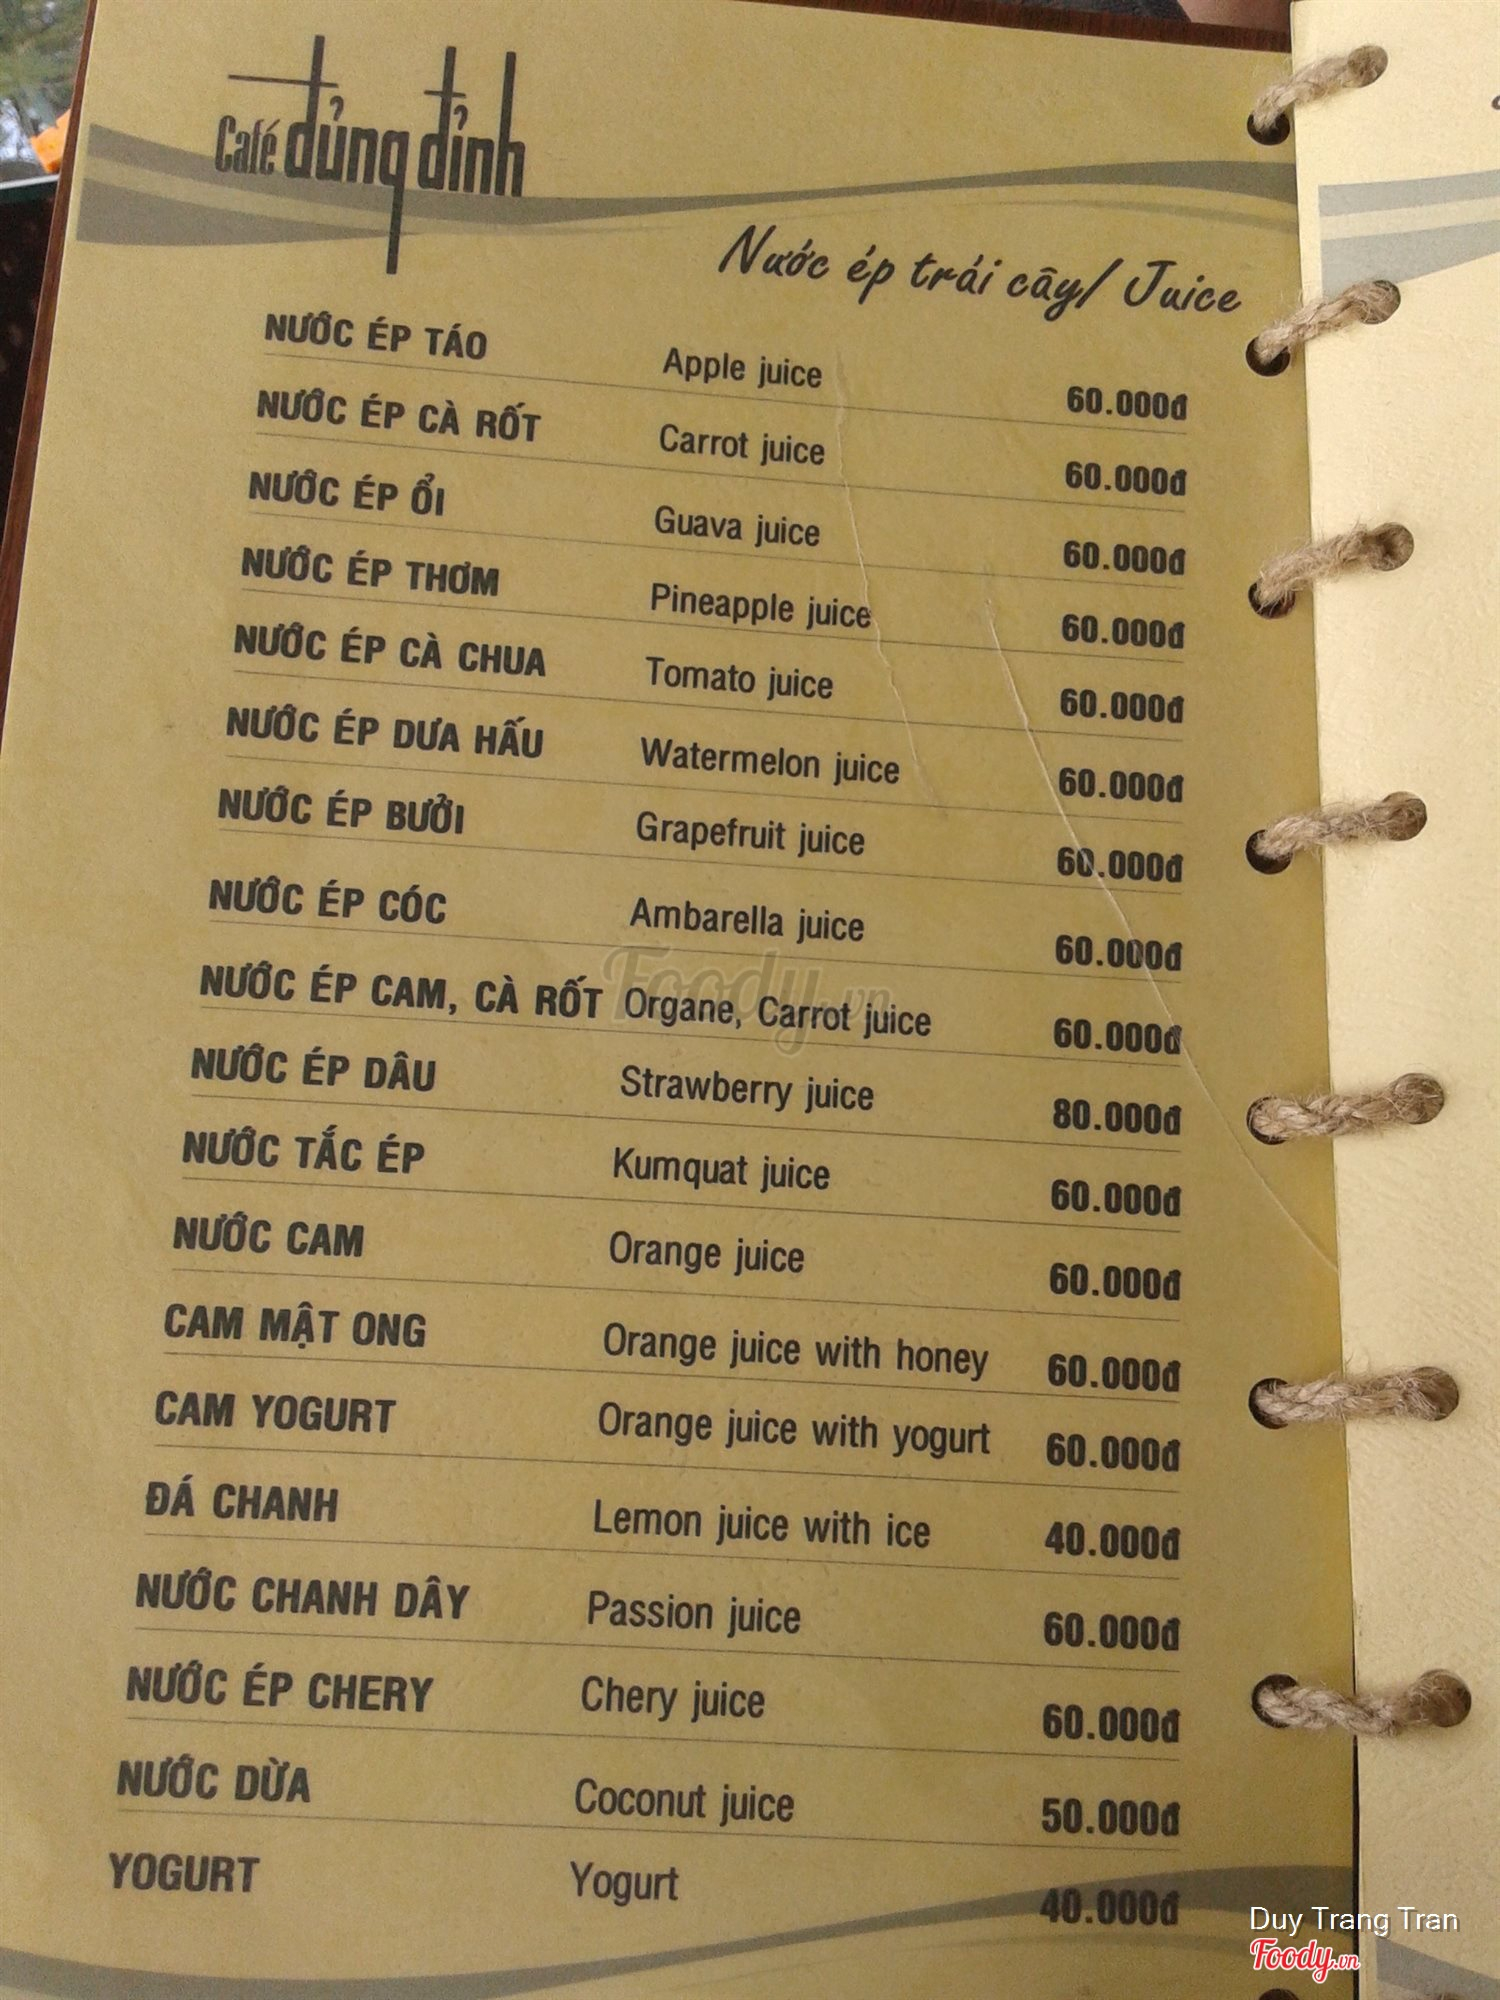 Café đủng đỉnh
Nước ép trái cây/ Juice
NƯỚC ÉP TÁO Apple juice 60.000đ
NƯỚC ÉP CÀ RỐT Carrot juice 60.000đ
NƯỚC ÉP ỔI Guava juice 60.000đ
NƯỚC ÉP THƠM Pineapple juice 60.000đ
NƯỚC ÉP CÀ CHUA Tomato juice 60.000đ
NƯỚC ÉP DƯA HẤU Watermelon juice 60.000đ
NƯỚC ÉP BƯỞI Grapefruit juice 60.000đ
NƯỚC ÉP CÓC Ambarella juice 60.000đ
NƯỚC ÉP CAM, CÀ RỐT Organe, Carrot juice 60.000đ
NƯỚC ÉP DÂU Strawberry juice 80.000đ
NƯỚC TẮC ÉP Kumquat juice 60.000đ
NƯỚC CAM Orange juice 60.000đ
CAM MẬT ONG Orange juice with honey 60.000đ
CAM YOGURT Orange juice with yogurt 60.000đ
ĐÁ CHANH Lemon juice with ice 40.000đ
NƯỚC CHANH DÂY Passion juice 60.000đ
NƯỚC ÉP CHERY Chery juice 60.000đ
NƯỚC DỪA Coconut juice 50.000đ
YOGURT Yogurt 40.000đ
Foody.vn
Duy Trang Tran
Foody.vn